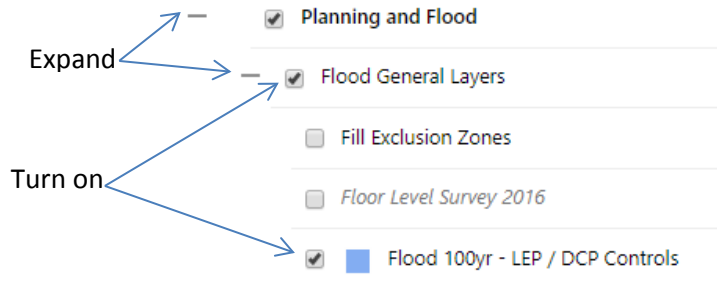 Planning and Flood
Expand
Flood General Layers
Fill Exclusion Zones
Turn on
Floor Level Survey 2016
Flood 100yr - LEP / DCP Controls